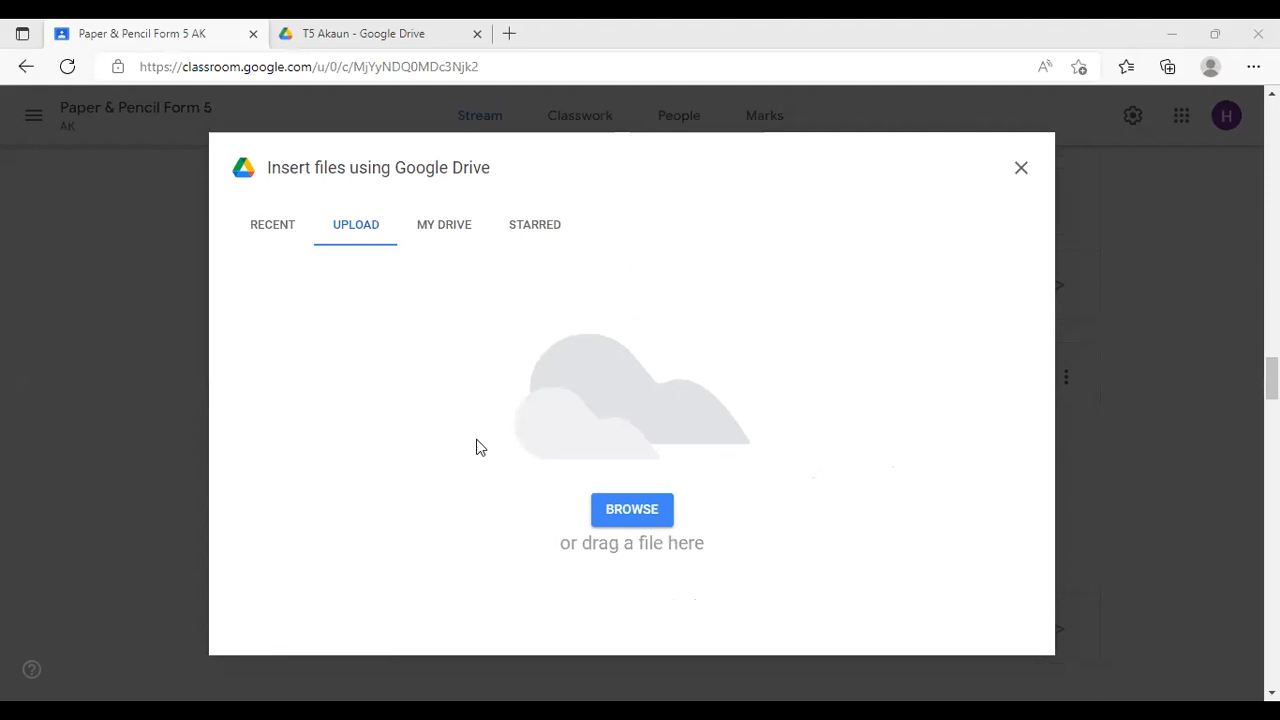 Paper & Pencil Form 5 AK
T5 Akaun - Google Drive
https://classroom.google.com/u/0/c/MjYyNDQ0MDc3Njk2
Paper & Pencil Form 5
AK
Stream
Classwork
People
Marks
H
Insert files using Google Drive
RECENT
UPLOAD
MY DRIVE
STARRED
BROWSE
or drag a file here